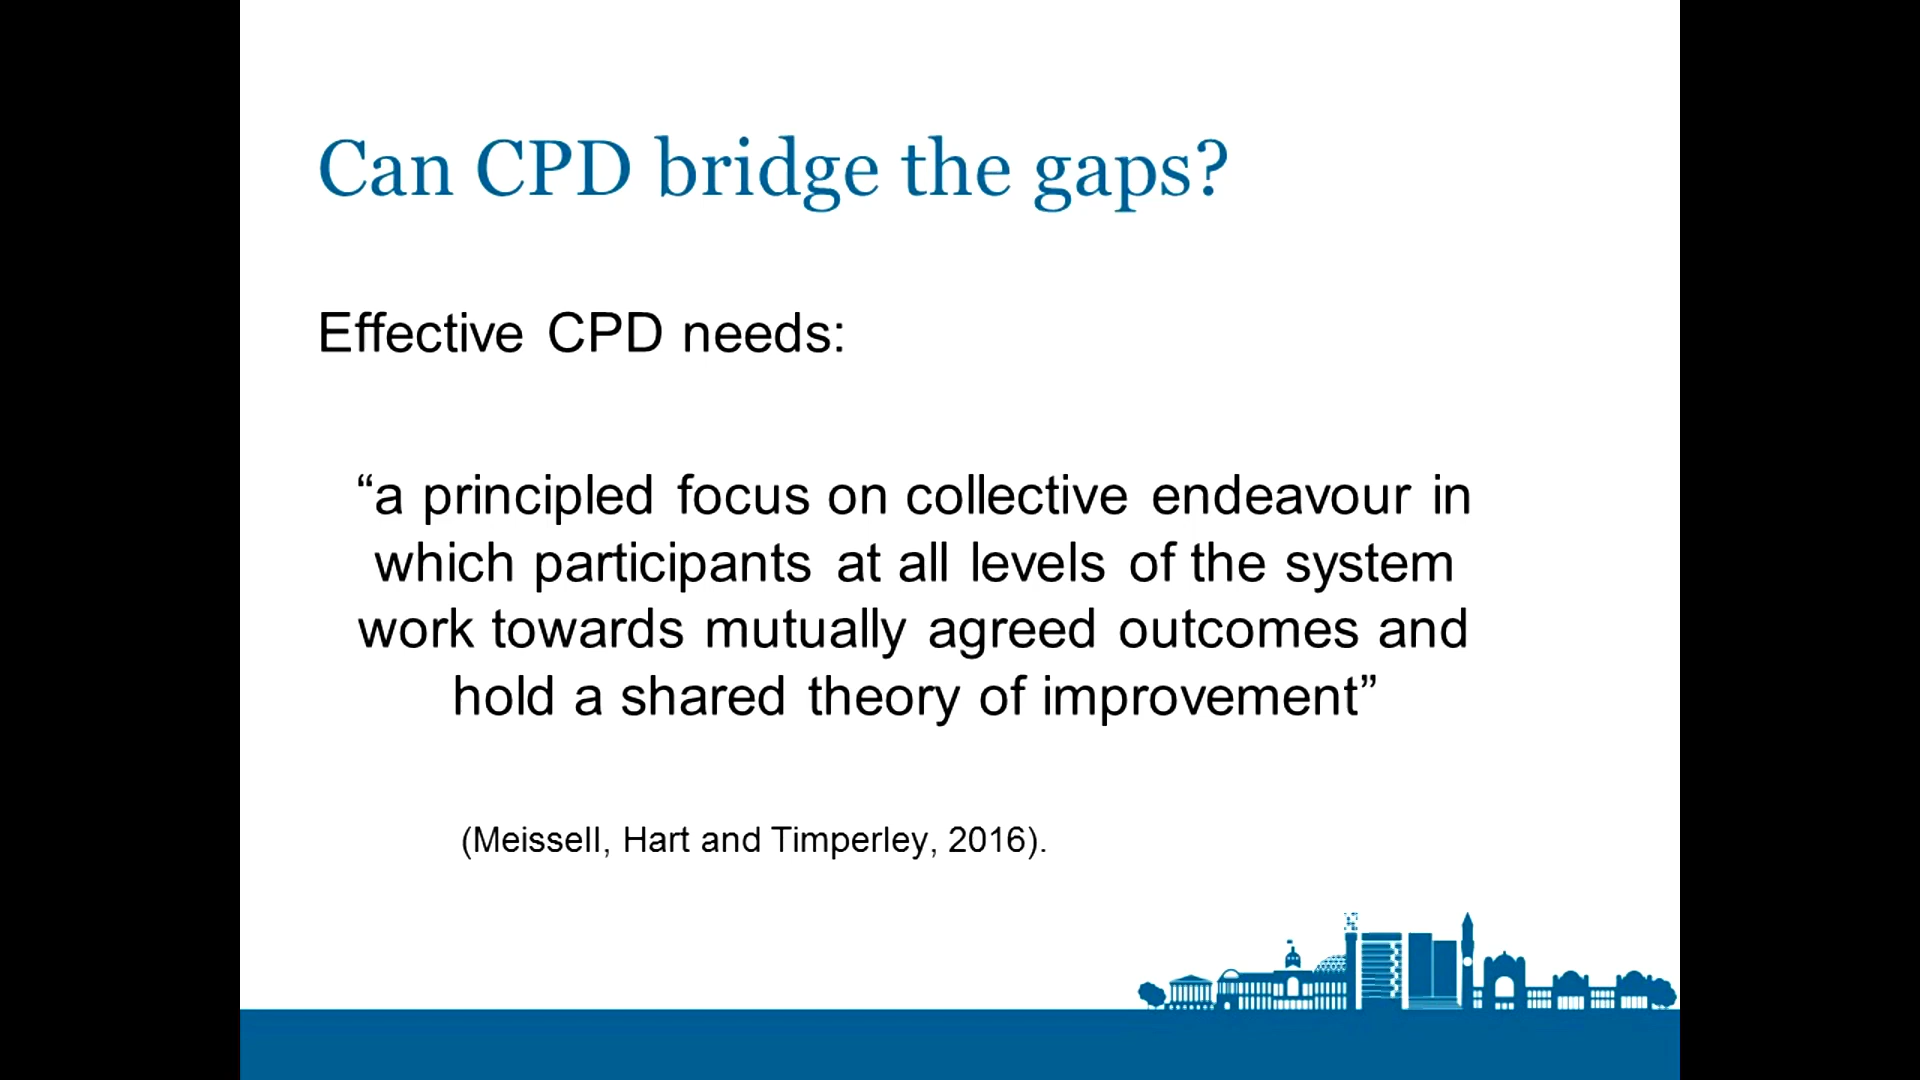 Can CPD bridge the gaps?
Effective CPD needs:
“a principled focus on collective endeavour in
which participants at all levels of the system
work towards mutually agreed outcomes and
hold a shared theory of improvement”
(Meissell, Hart and Timperley, 2016).